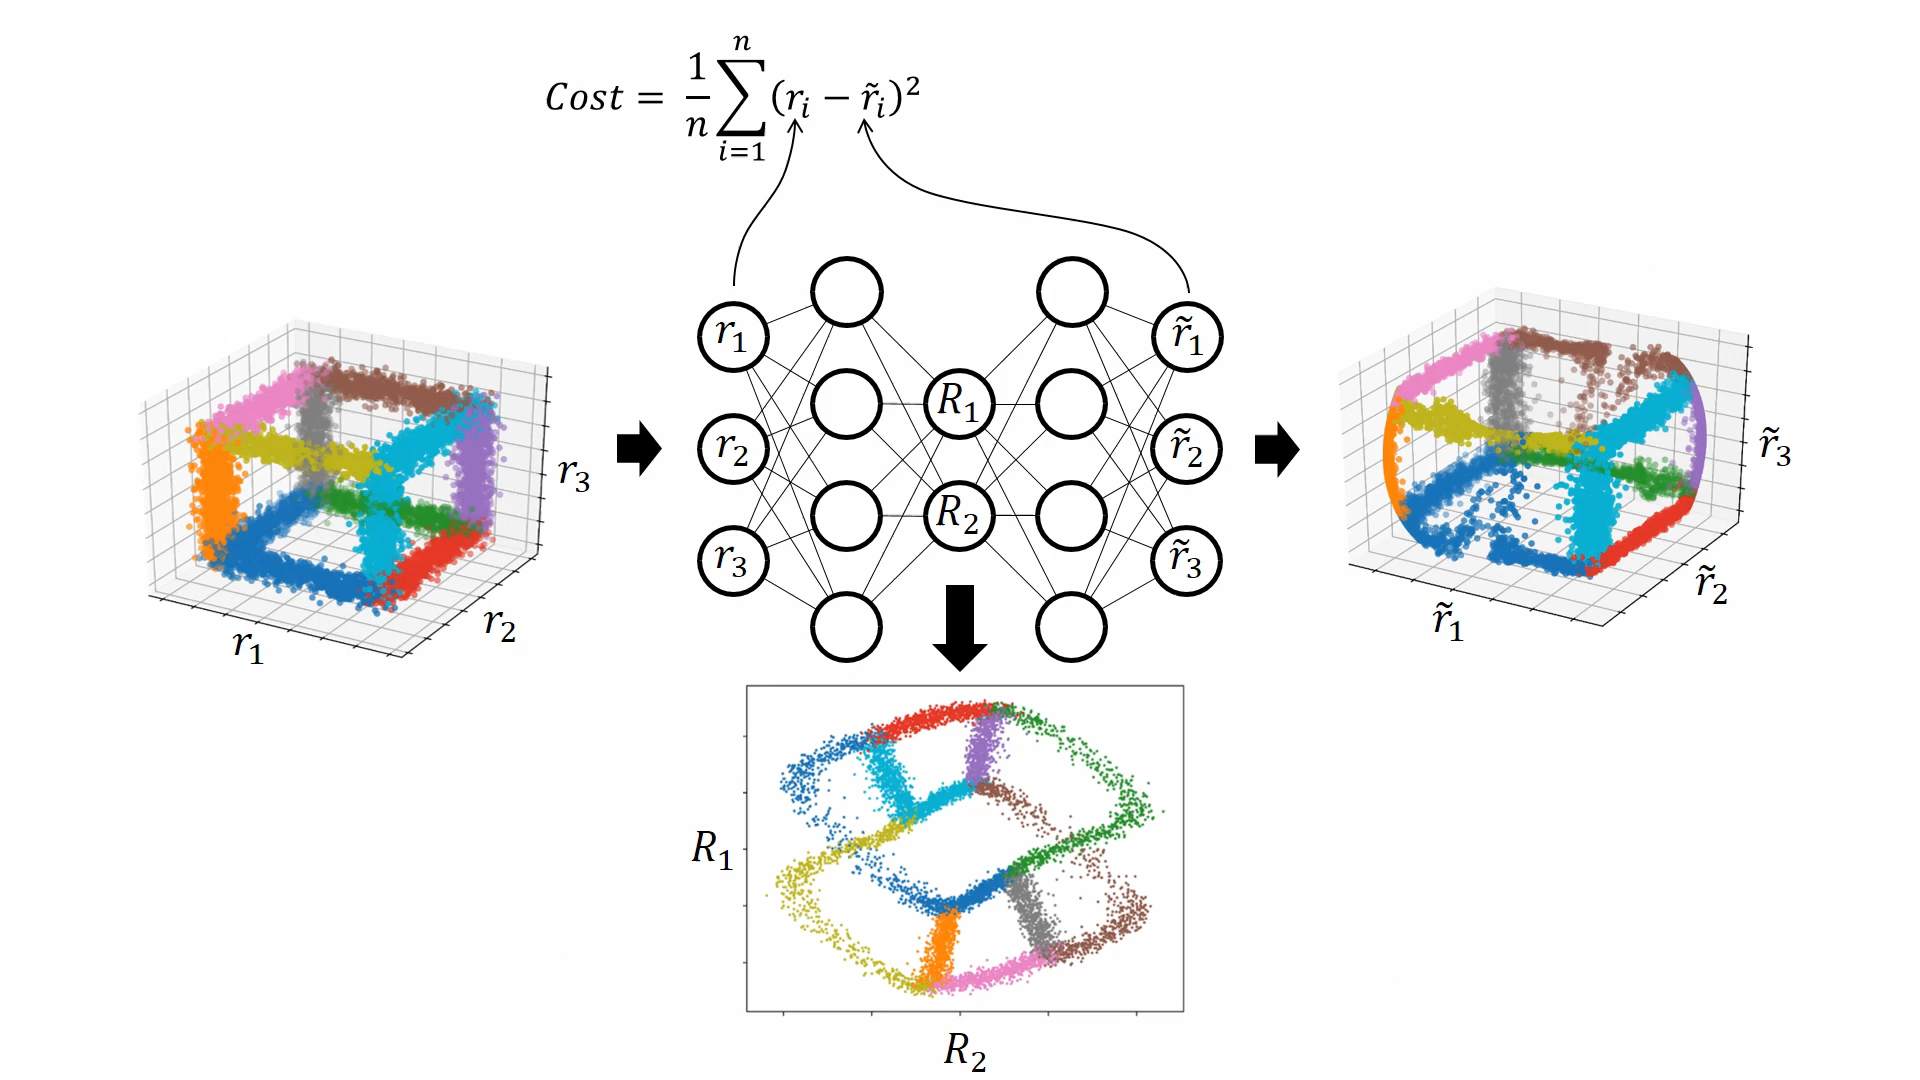 Cost = 1/n ∑_{i=1}^{n} (r_i − r̃_i)²
r₁
r₂
r₃
R₁
R₂
r̃₁
r̃₂
r̃₃
r₁
r₂
r₃
r̃₁
r̃₂
r̃₃
R₁
R₂